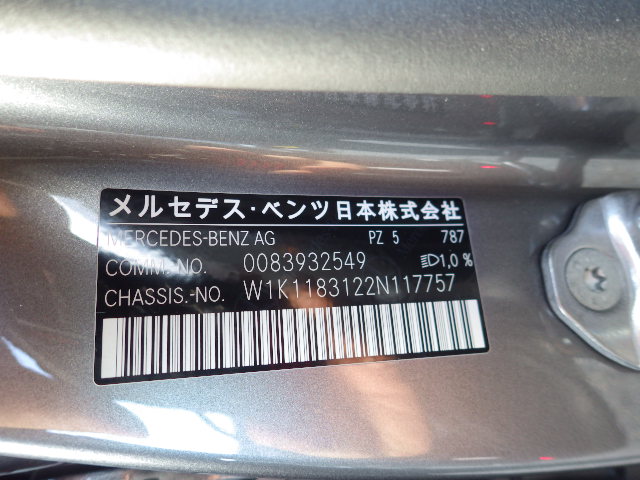 メルセデス・ベンツ日本株式会社
MERCEDES-BENZ AG PZ 5 787
COMM.-NO. 0083932549 1,0 %
CHASSIS.-NO. W1K1183122N117757